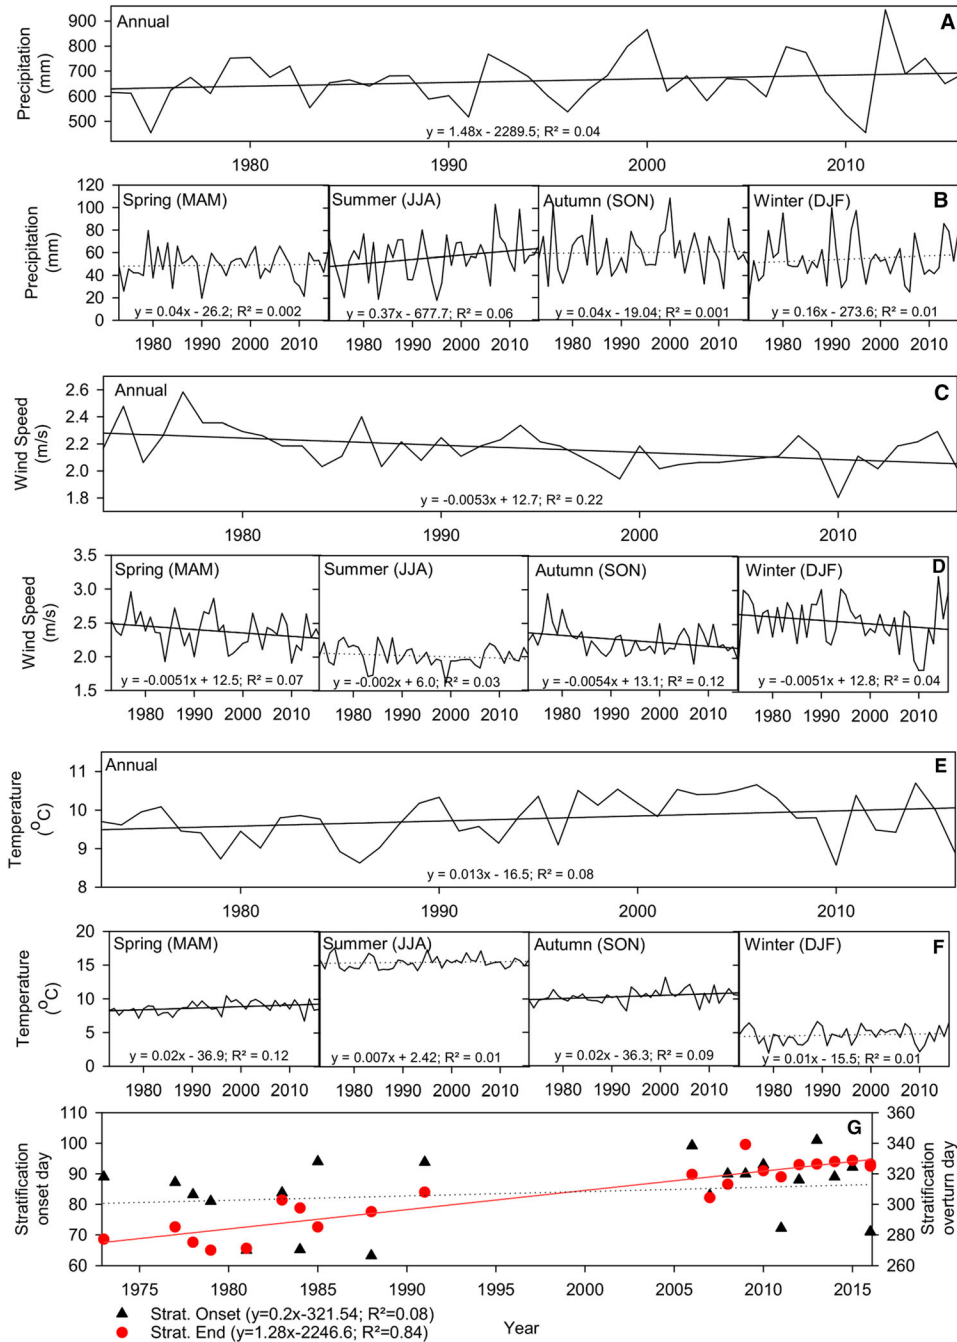 Annual A
Precipitation
(mm)
900
800
700
600
500
y = 1.48x - 2289.5; R² = 0.04
1980 1990 2000 2010
Precipitation
(mm)
120
100
80
60
40
20
0
Spring (MAM) Summer (JJA) Autumn (SON) Winter (DJF) B
y = 0.04x - 26.2; R² = 0.002 y = 0.37x - 677.7; R² = 0.06 y = 0.04x - 19.04; R² = 0.001 y = 0.16x - 273.6; R² = 0.01
1980 1990 2000 2010 1980 1990 2000 2010 1980 1990 2000 2010 1980 1990 2000 2010
Annual C
Wind Speed
(m/s)
2.6
2.4
2.2
2.0
1.8
y = -0.0053x + 12.7; R² = 0.22
1980 1990 2000 2010
Wind Speed
(m/s)
3.5
3.0
2.5
2.0
1.5
Spring (MAM) Summer (JJA) Autumn (SON) Winter (DJF) D
y = -0.0051x + 12.5; R² = 0.07 y = -0.002x + 6.0; R² = 0.03 y = -0.0054x + 13.1; R² = 0.12 y = -0.0051x + 12.8; R² = 0.04
1980 1990 2000 2010 1980 1990 2000 2010 1980 1990 2000 2010 1980 1990 2000 2010
Annual E
Temperature
(°C)
11
10
9
8
y = 0.013x - 16.5; R² = 0.08
1980 1990 2000 2010
Temperature
(°C)
20
15
10
5
0
Spring (MAM) Summer (JJA) Autumn (SON) Winter (DJF) F
y = 0.02x - 36.9; R² = 0.12 y = 0.007x + 2.42; R² = 0.01 y = 0.02x - 36.3; R² = 0.09 y = 0.01x - 15.5; R² = 0.01
1980 1990 2000 2010 1980 1990 2000 2010 1980 1990 2000 2010 1980 1990 2000 2010
G
Stratification
onset day
110
100
90
80
70
60
360
340
320
300
280
260
Stratification
overturn day
1975 1980 1985 1990 1995 2000 2005 2010 2015
Year
Strat. Onset (y=0.2x-321.54; R²=0.08)
Strat. End (y=1.28x-2246.6; R²=0.84)